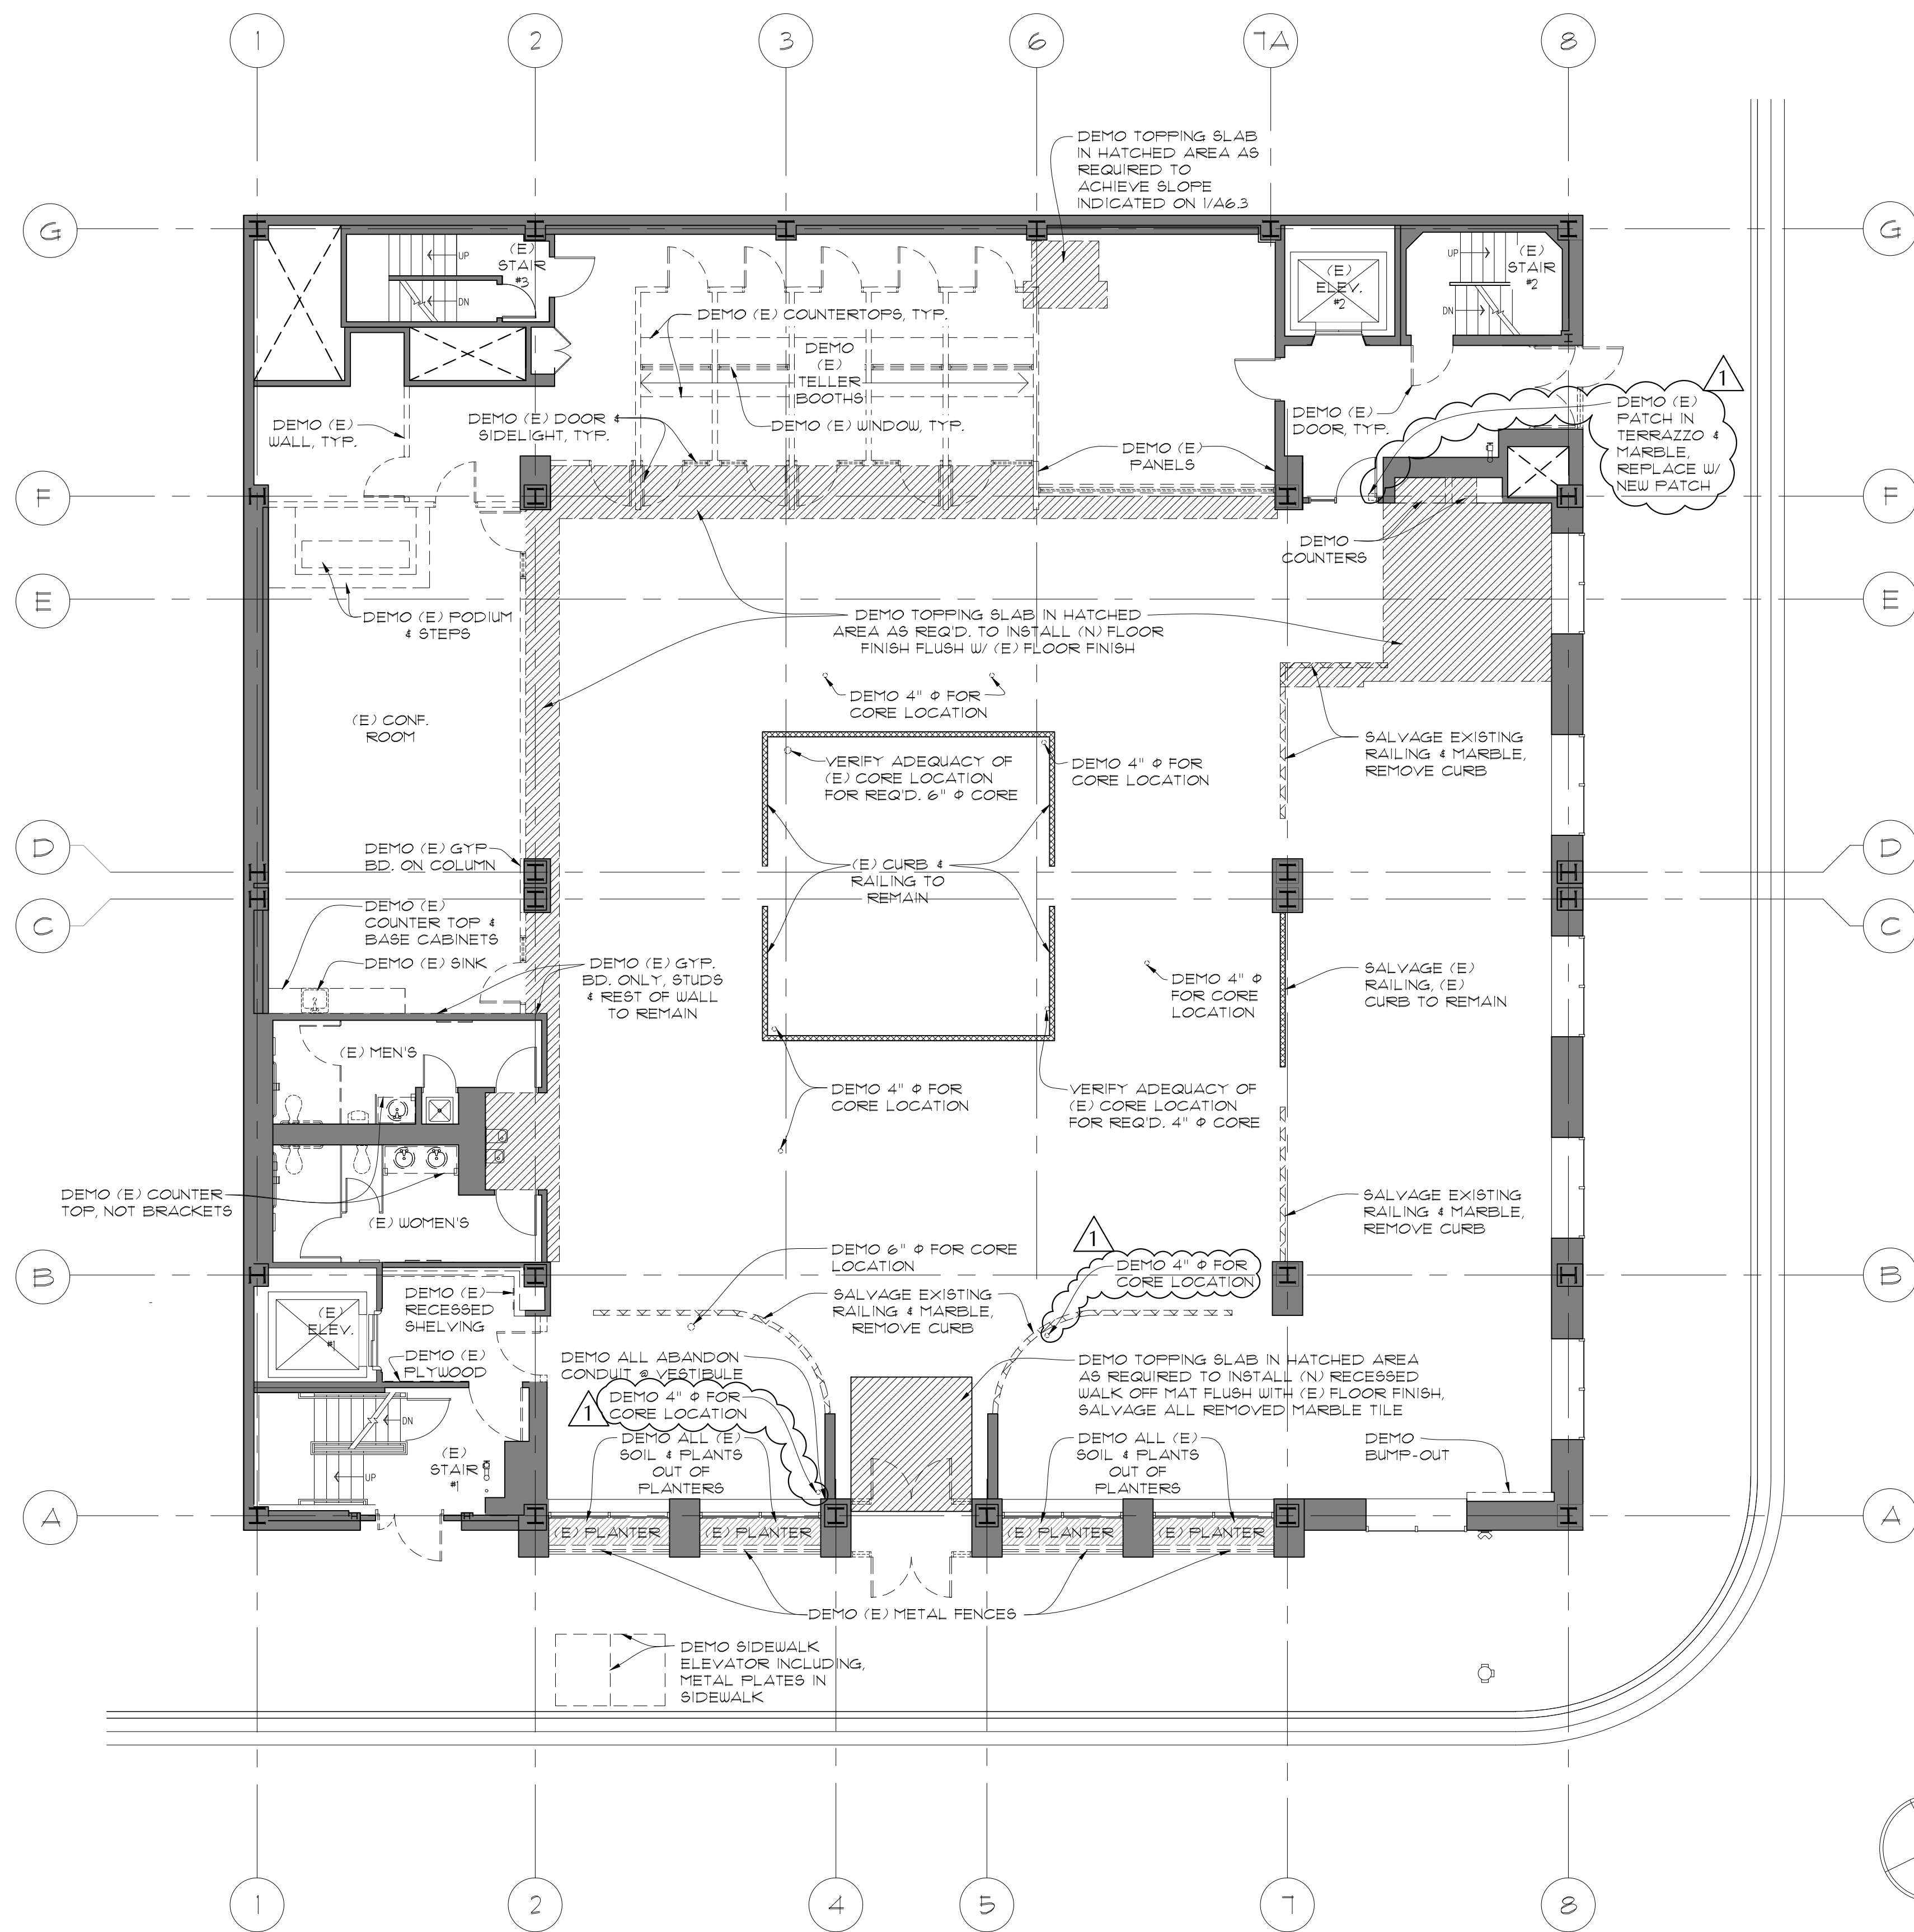 1
2
3
6
7A
8
DEMO TOPPING SLAB
IN HATCHED AREA AS
REQUIRED TO
ACHIEVE SLOPE
INDICATED ON 1/A6.3
G
G
(E)
STAIR
#3
UP
DN
(E)
ELEV.
#2
UP
(E)
STAIR
#2
DN
DEMO (E) COUNTERTOPS, TYP.
DEMO
(E)
TELLER
BOOTHS
DEMO (E)
WALL, TYP.
DEMO (E) DOOR &
SIDELIGHT, TYP.
DEMO (E) WINDOW, TYP.
DEMO (E)
PANELS
DEMO (E)
DOOR, TYP.
1
DEMO (E)
PATCH IN
TERRAZZO &
MARBLE,
REPLACE W/
NEW PATCH
F
F
DEMO
COUNTERS
E
E
DEMO (E) PODIUM
& STEPS
DEMO TOPPING SLAB IN HATCHED
AREA AS REQ'D. TO INSTALL (N) FLOOR
FINISH FLUSH W/ (E) FLOOR FINISH
DEMO 4" Φ FOR
CORE LOCATION
(E) CONF.
ROOM
SALVAGE EXISTING
RAILING & MARBLE,
REMOVE CURB
VERIFY ADEQUACY OF
(E) CORE LOCATION
FOR REQ'D. 6" Φ CORE
DEMO 4" Φ FOR
CORE LOCATION
D
D
DEMO (E) GYP
BD. ON COLUMN
(E) CURB &
RAILING TO
REMAIN
C
C
DEMO (E)
COUNTER TOP &
BASE CABINETS
DEMO (E) SINK
DEMO (E) GYP.
BD. ONLY, STUDS
& REST OF WALL
TO REMAIN
DEMO 4" Φ
FOR CORE
LOCATION
SALVAGE (E)
RAILING, (E)
CURB TO REMAIN
(E) MEN'S
DEMO 4" Φ FOR
CORE LOCATION
VERIFY ADEQUACY OF
(E) CORE LOCATION
FOR REQ'D. 4" Φ CORE
DEMO (E) COUNTER
TOP, NOT BRACKETS
(E) WOMEN'S
SALVAGE EXISTING
RAILING & MARBLE,
REMOVE CURB
DEMO 6" Φ FOR CORE
LOCATION
1
DEMO 4" Φ FOR
CORE LOCATION
B
B
DEMO (E)
RECESSED
SHELVING
(E)
ELEV.
#1
SALVAGE EXISTING
RAILING & MARBLE,
REMOVE CURB
DEMO (E)
PLYWOOD
DEMO ALL ABANDON
CONDUIT @ VESTIBULE
1
DEMO 4" Φ FOR
CORE LOCATION
DEMO TOPPING SLAB IN HATCHED AREA
AS REQUIRED TO INSTALL (N) RECESSED
WALK OFF MAT FLUSH WITH (E) FLOOR FINISH,
SALVAGE ALL REMOVED MARBLE TILE
DN
UP
(E)
STAIR
#1
DEMO ALL (E)
SOIL & PLANTS
OUT OF
PLANTERS
DEMO ALL (E)
SOIL & PLANTS
OUT OF
PLANTERS
DEMO
BUMP-OUT
A
A
(E) PLANTER
(E) PLANTER
(E) PLANTER
(E) PLANTER
DEMO (E) METAL FENCES
DEMO SIDEWALK
ELEVATOR INCLUDING,
METAL PLATES IN
SIDEWALK
1
2
4
5
7
8